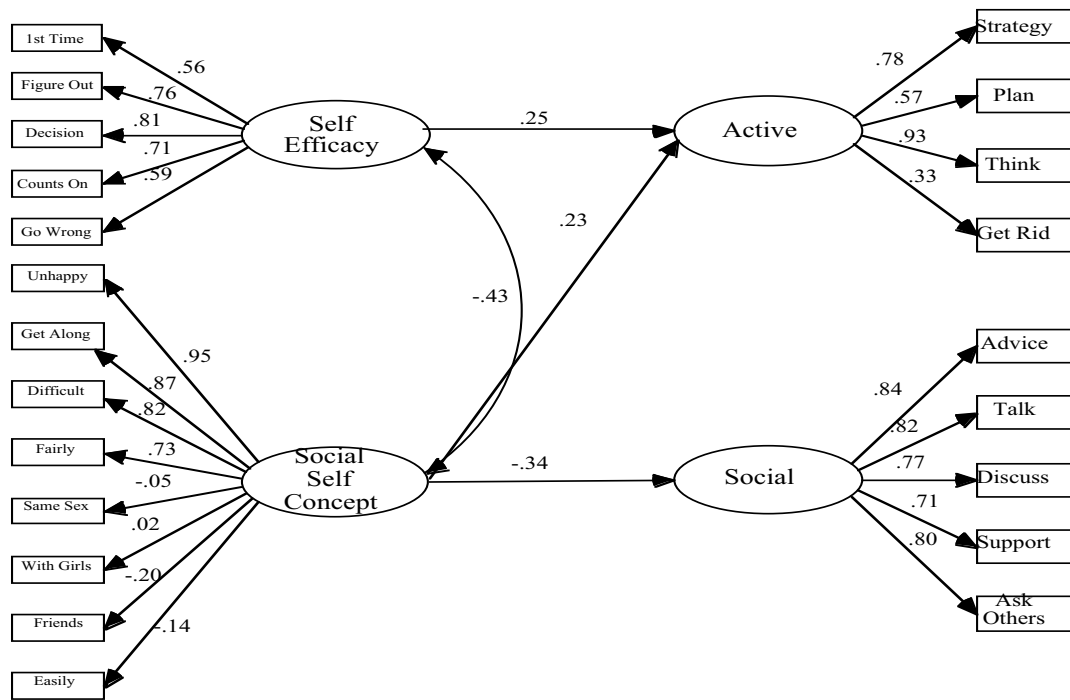 1st Time
Figure Out
Decision
Counts On
Go Wrong
Unhappy
Get Along
Difficult
Fairly
Same Sex
With Girls
Friends
Easily
.56
.76
.81
.71
.59
.95
.87
.82
.73
-.05
.02
-.20
-.14
Self
Efficacy
Social
Self
Concept
.25
.23
-.43
-.34
Active
Social
.78
.57
.93
.33
.84
.82
.77
.71
.80
Strategy
Plan
Think
Get Rid
Advice
Talk
Discuss
Support
Ask
Others